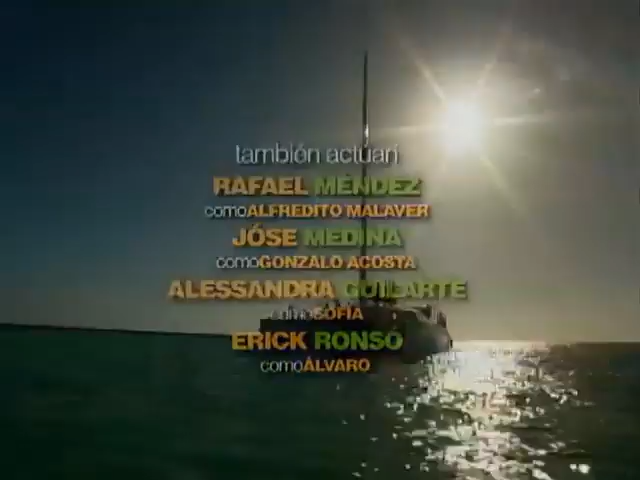 también actúan
RAFAEL MÉNDEZ
como ALFREDITO MALAVER
JÓSE MEDINA
como GONZALO ACOSTA
ALESSANDRA GUILARTE
como SOFÍA
ERICK RONSO
como ÁLVARO